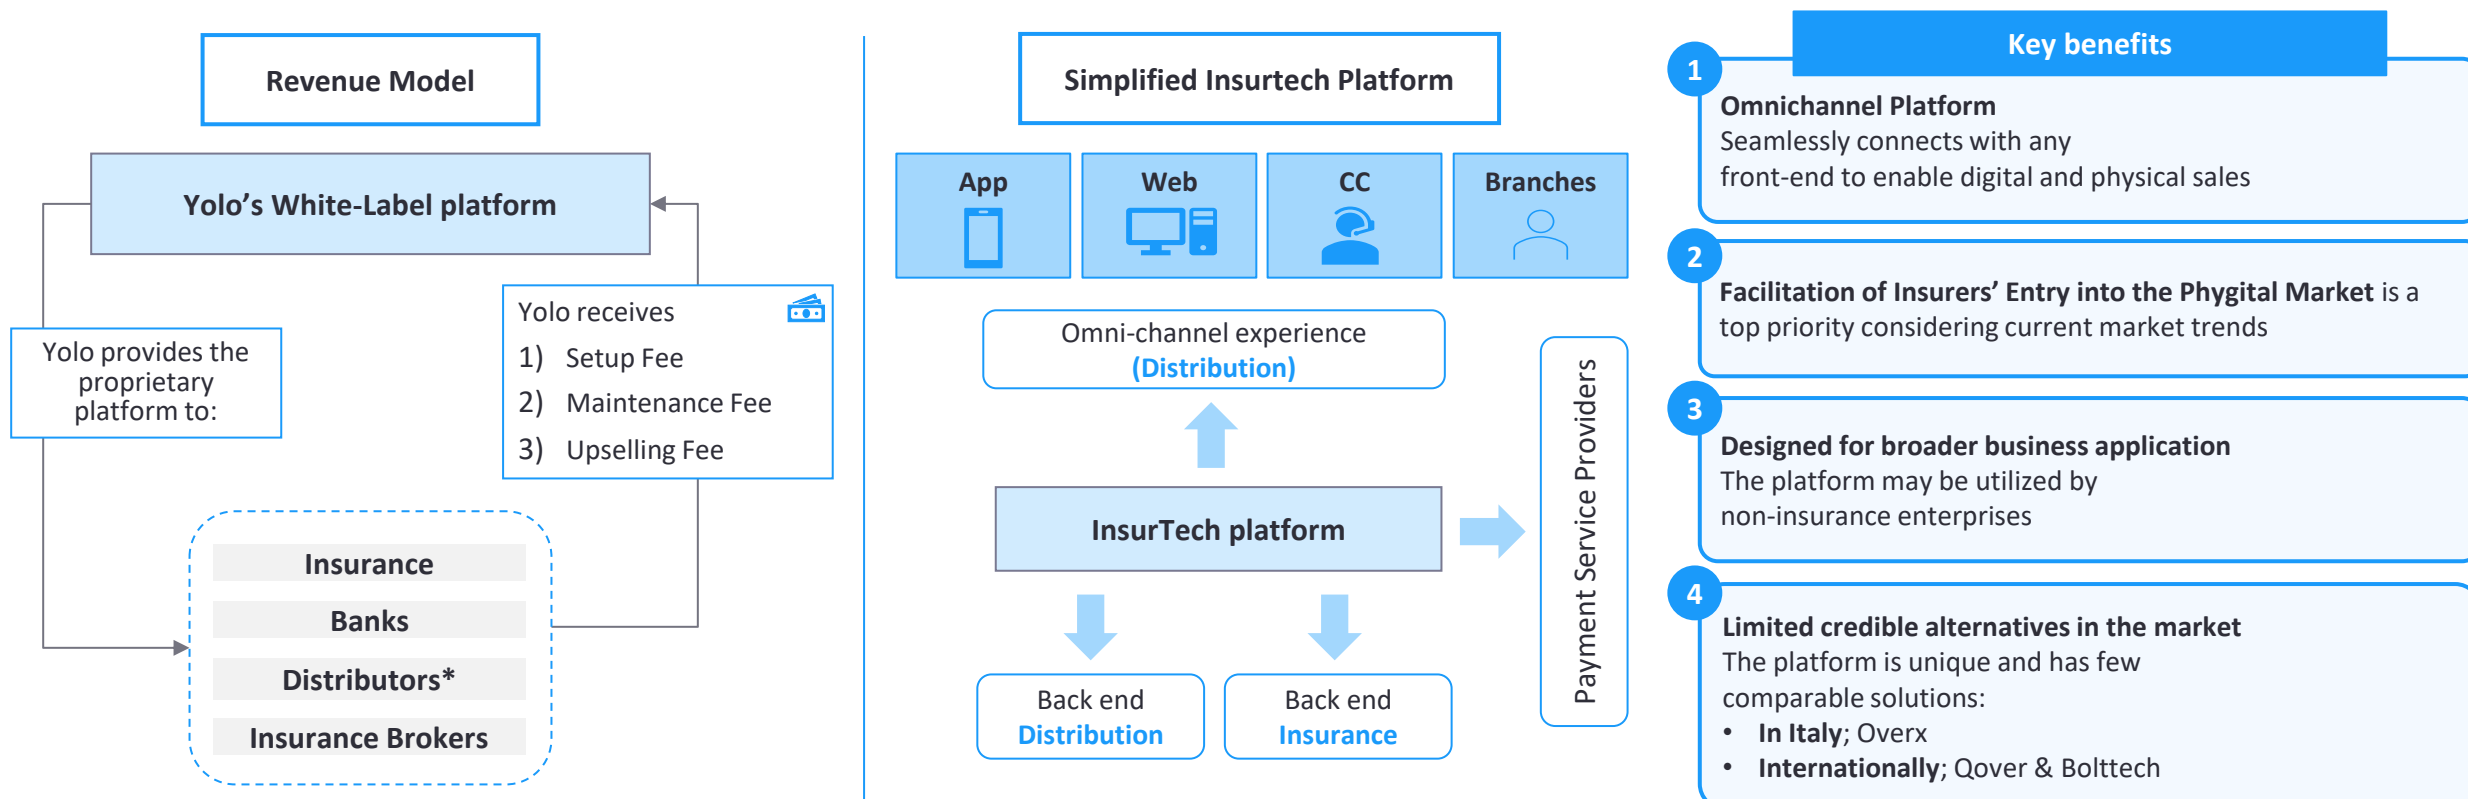 Revenue Model
Yolo's White-Label platform
Yolo provides the
proprietary
platform to:
Yolo receives
1) Setup Fee
2) Maintenance Fee
3) Upselling Fee
Insurance
Banks
Distributors*
Insurance Brokers
Simplified Insurtech Platform
App
Web
CC
Branches
Omni-channel experience
(Distribution)
InsurTech platform
Payment Service Providers
Back end
Distribution
Back end
Insurance
Key benefits
1
Omnichannel Platform
Seamlessly connects with any
front-end to enable digital and physical sales
2
Facilitation of Insurers' Entry into the Phygital Market is a
top priority considering current market trends
3
Designed for broader business application
The platform may be utilized by
non-insurance enterprises
4
Limited credible alternatives in the market
The platform is unique and has few
comparable solutions:
• In Italy; Overx
• Internationally; Qover & Bolttech